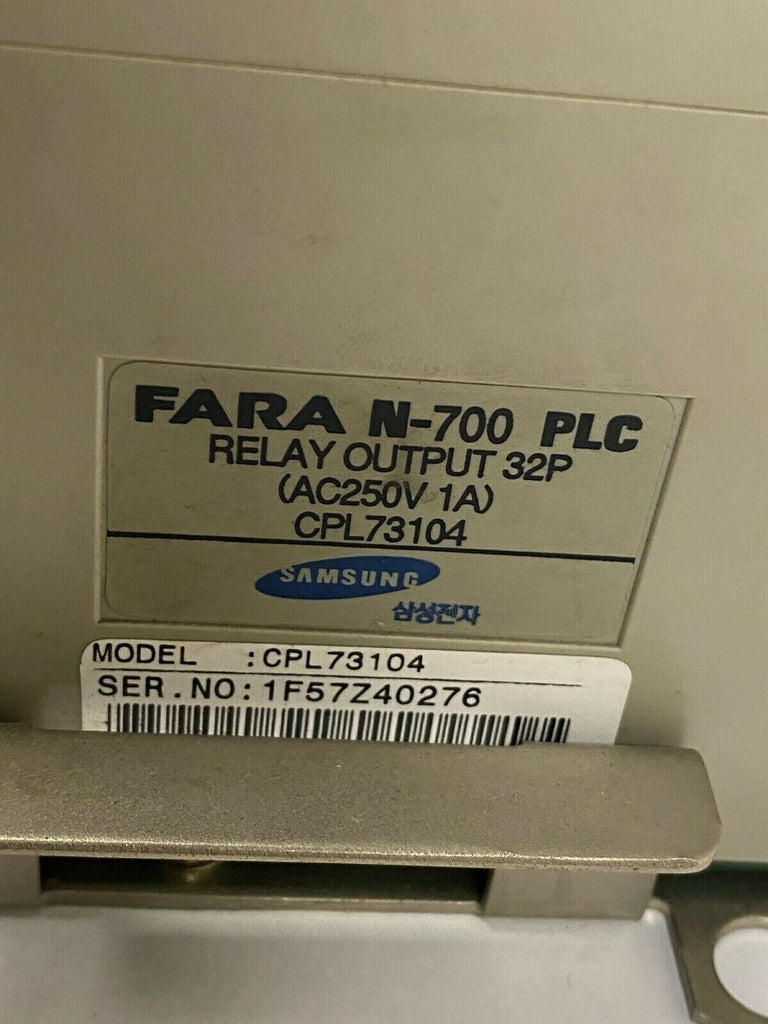 FARA N-700 PLC
RELAY OUTPUT 32P
(AC250V 1A)
CPL73104
SAMSUNG
삼성전자
MODEL :CPL73104
SER.NO:1F57Z40276